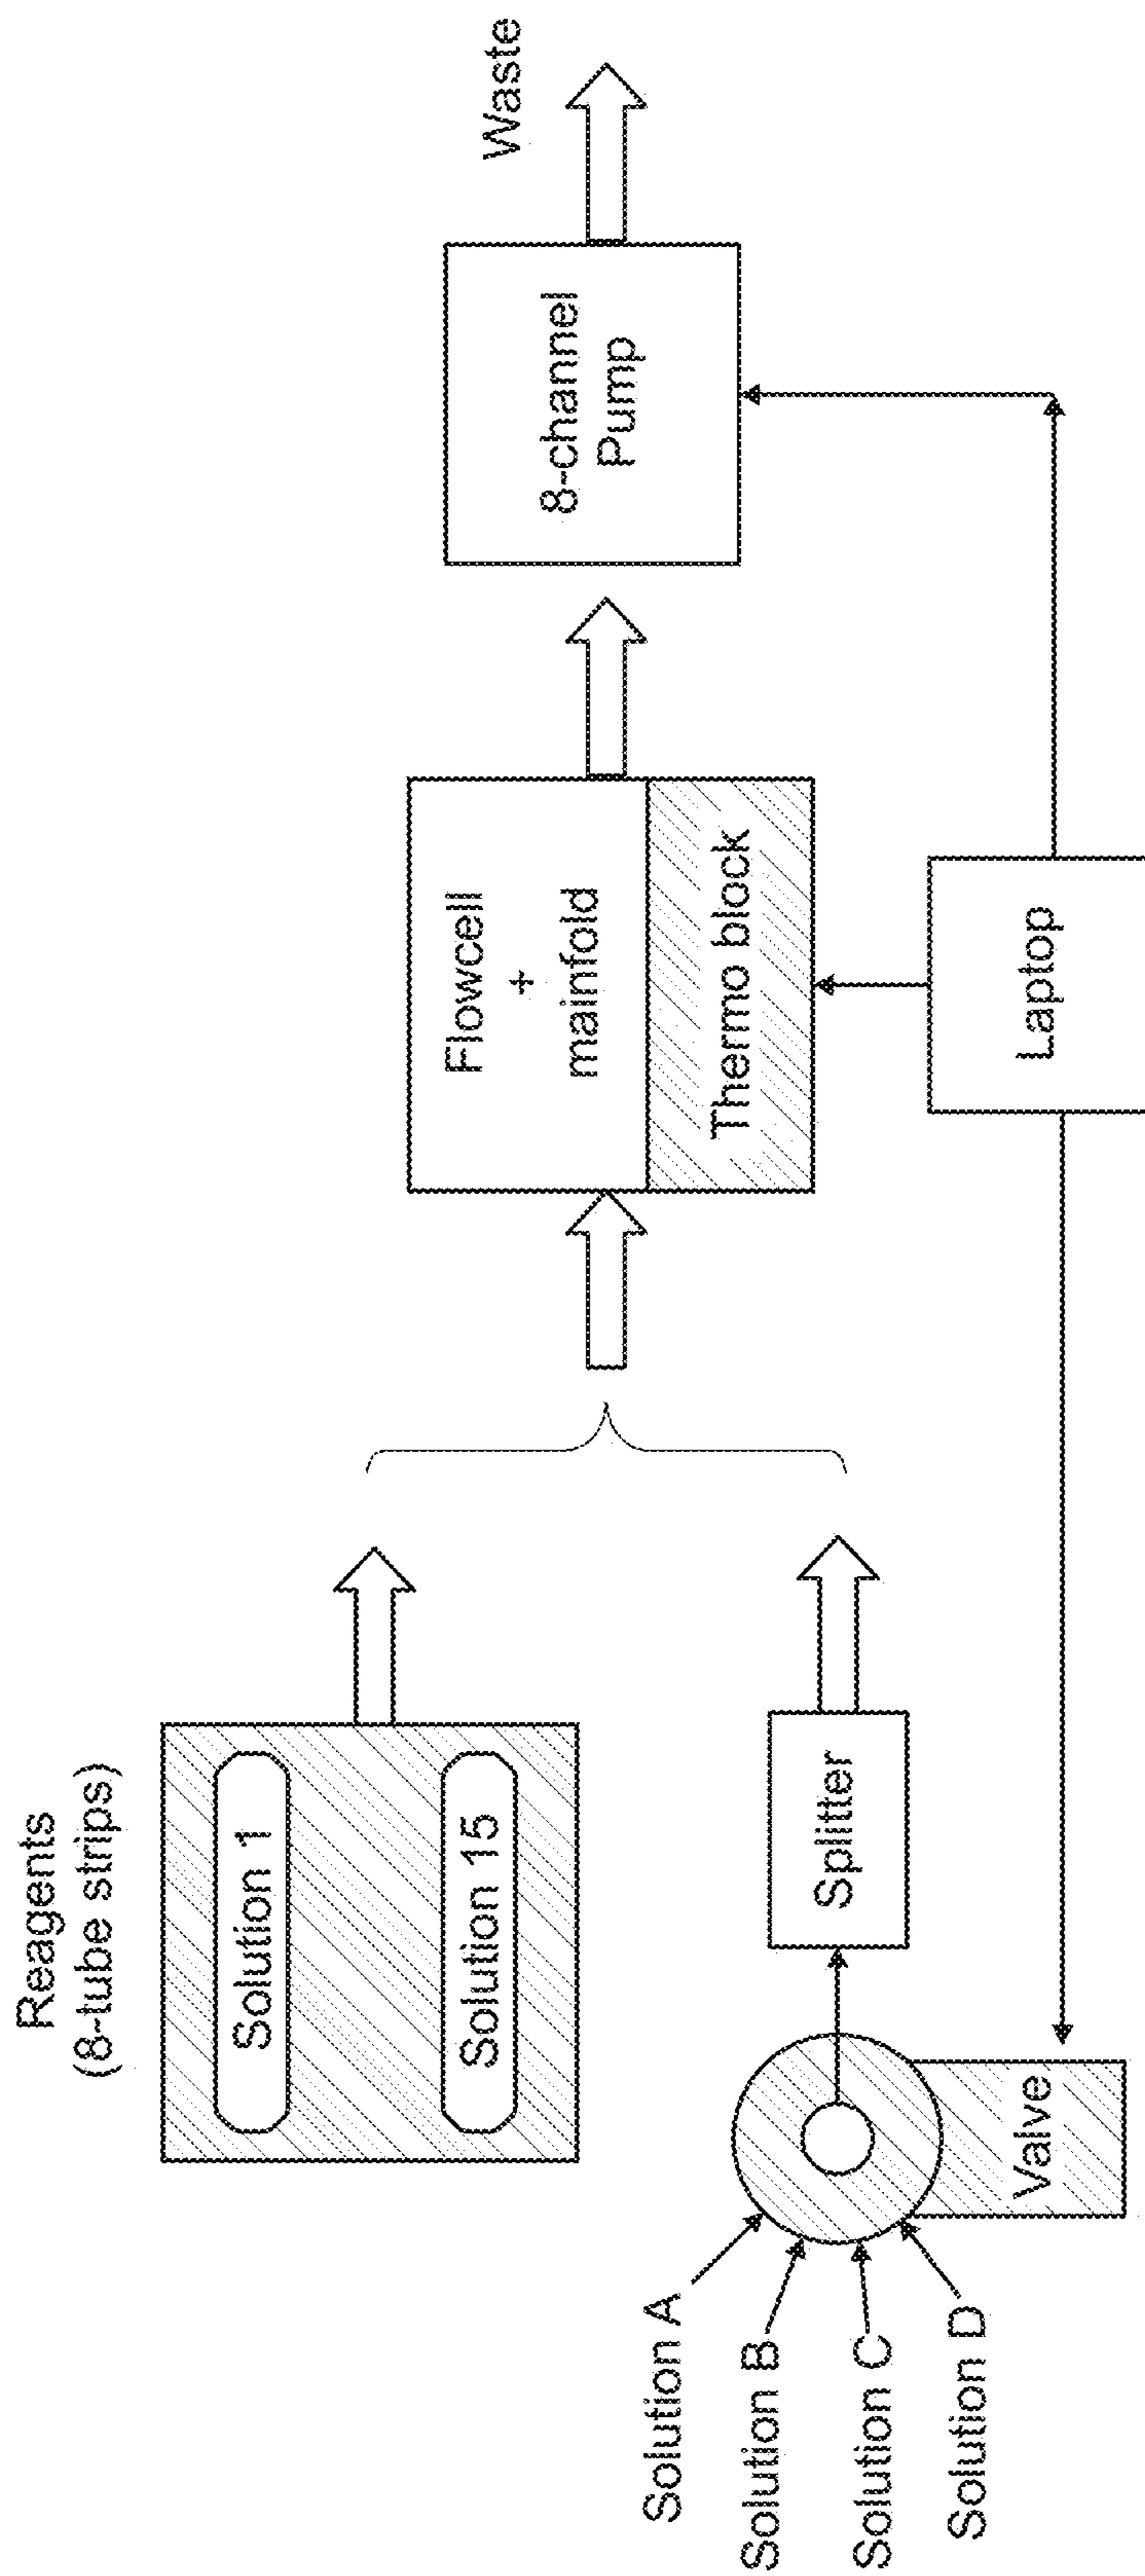 Reagents
(8-tube strips)
Solution 1
Solution 15
Solution A
Solution B
Solution C
Solution D
Valve
Splitter
Flowcell
+
mainfold
Thermo block
Laptop
8-channel
Pump
Waste